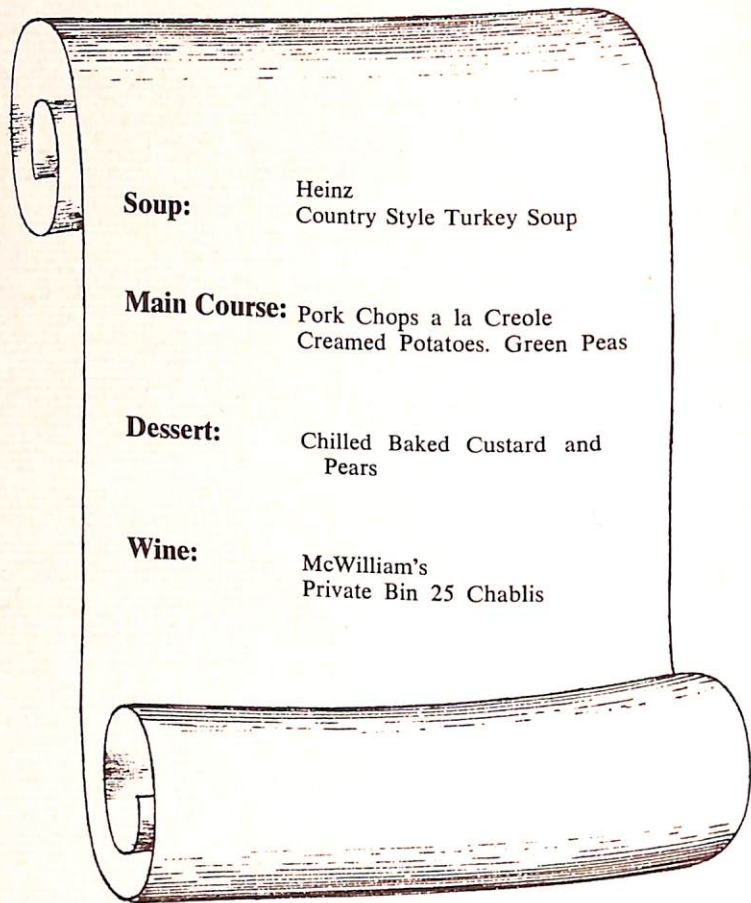 Soup:
Heinz
Country Style Turkey Soup
Main Course:
Pork Chops a la Creole
Creamed Potatoes. Green Peas
Dessert:
Chilled Baked Custard and
Pears
Wine:
McWilliam's
Private Bin 25 Chablis